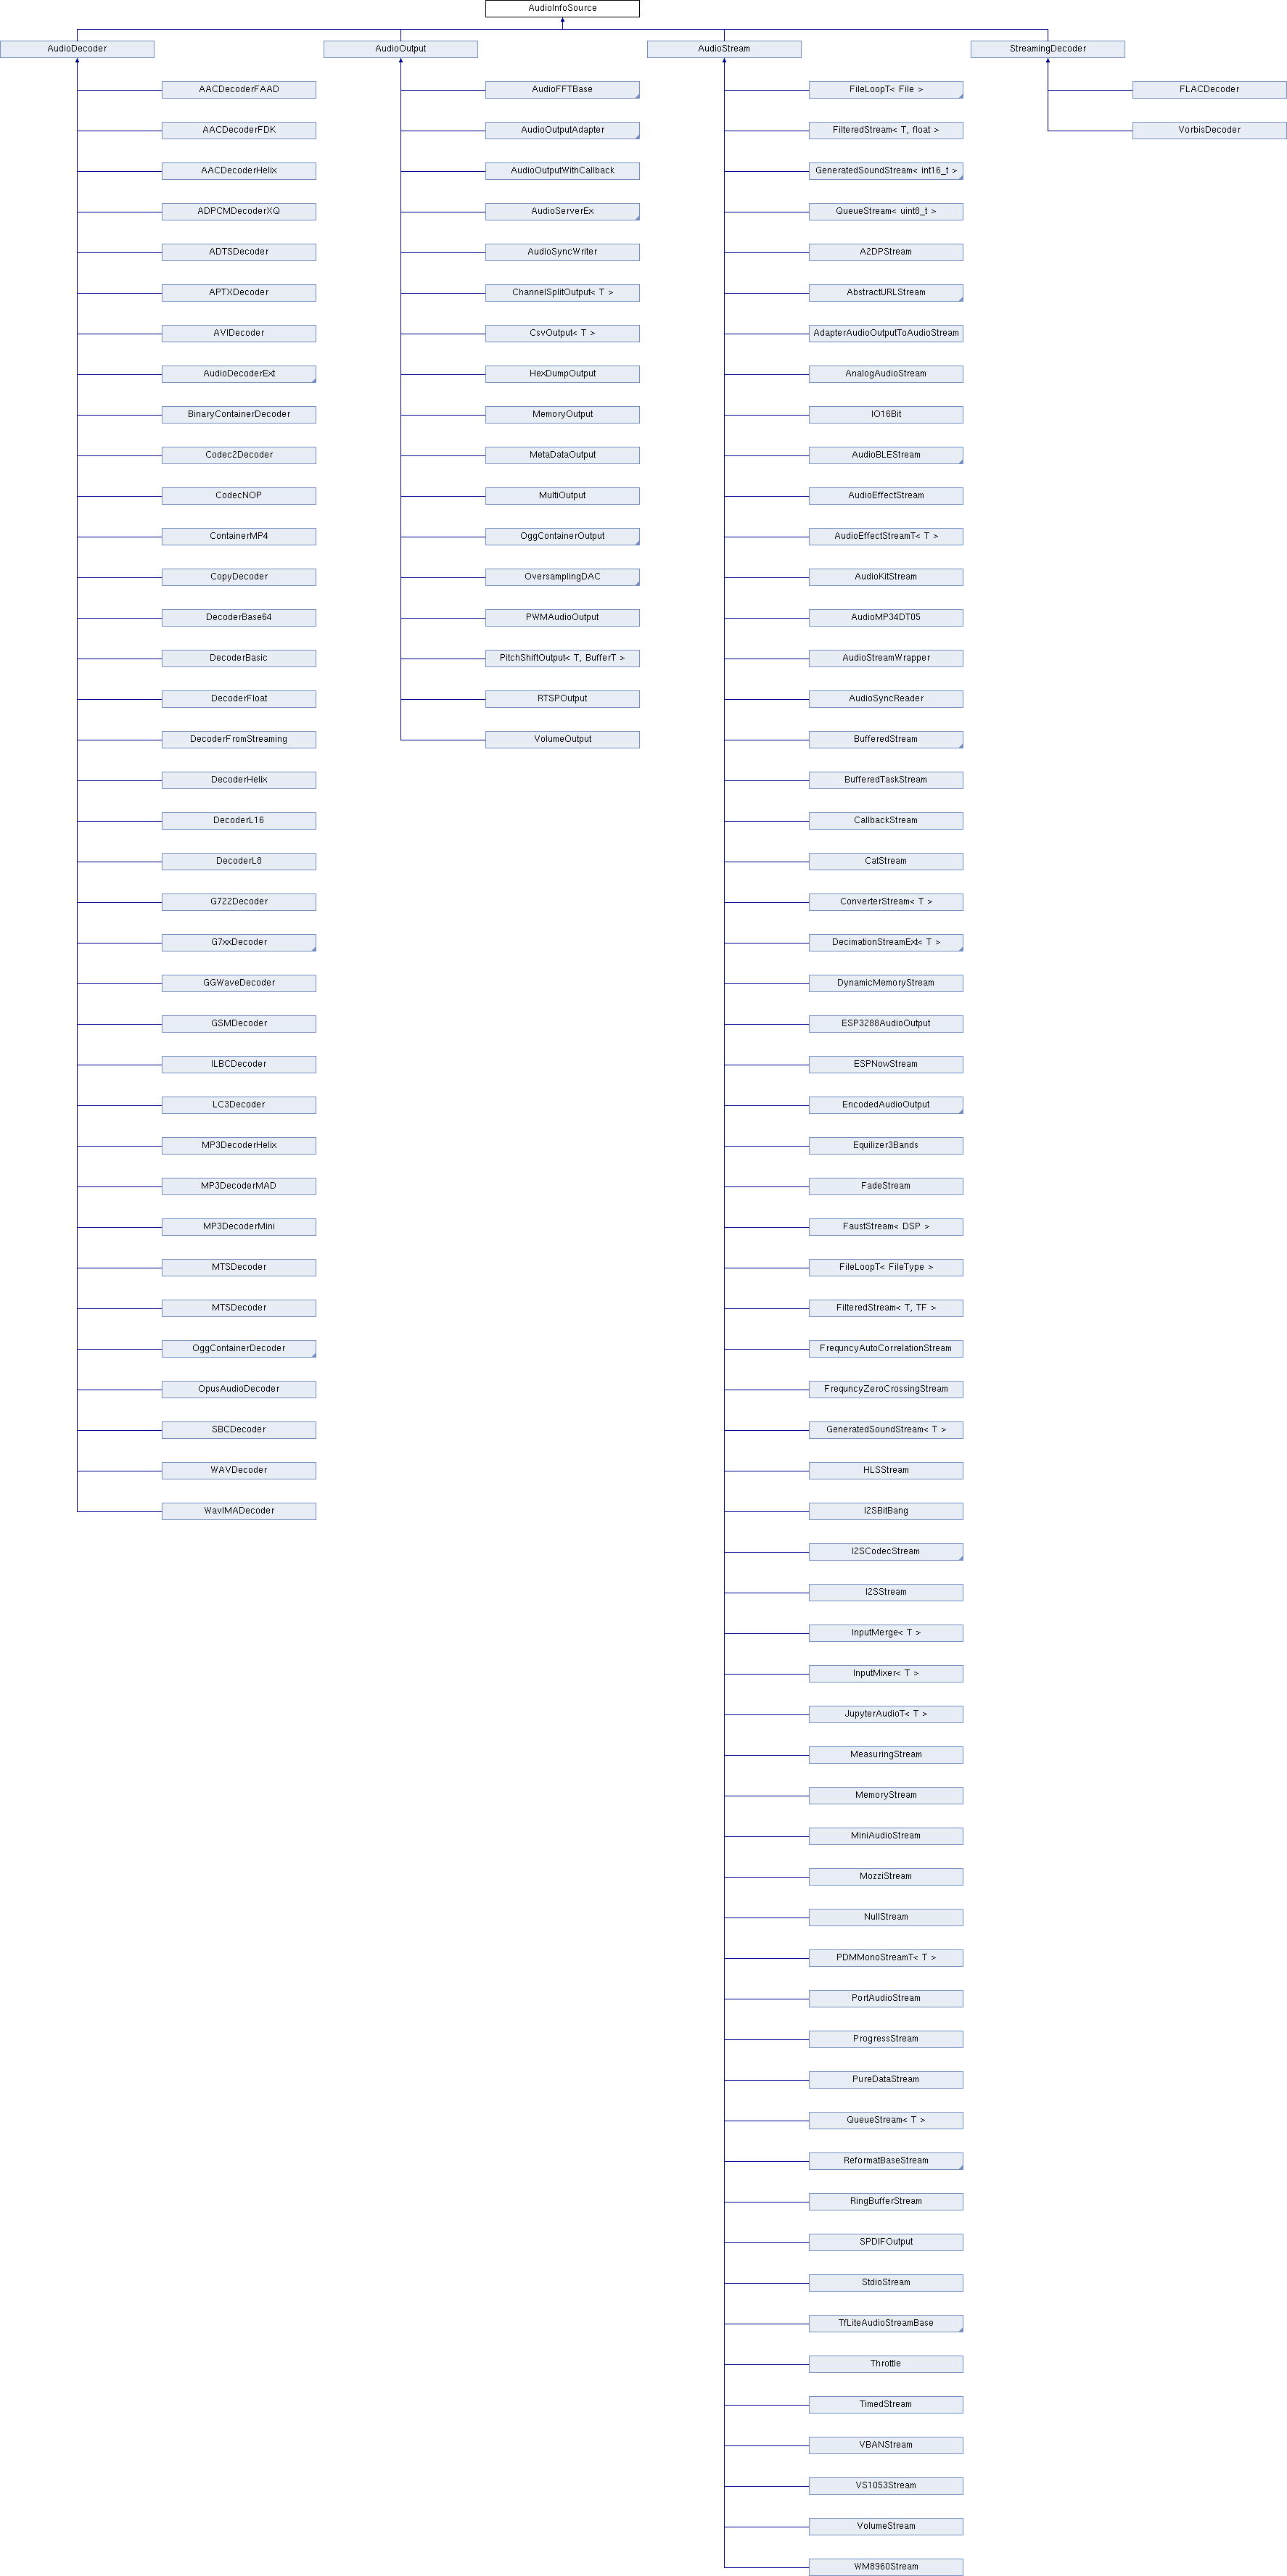 AudioInfoSource
AudioDecoder
AudioOutput
AudioStream
StreamingDecoder
AACDecoderFAAD
AACDecoderFDK
AACDecoderHelix
ADPCMDecoderXQ
ADTSDecoder
APTXDecoder
AVIDecoder
AudioDecoderExt
BinaryContainerDecoder
Codec2Decoder
CodecNOP
ContainerMP4
CopyDecoder
DecoderBase64
DecoderBasic
DecoderFloat
DecoderFromStreaming
DecoderHelix
DecoderL16
DecoderL8
G722Decoder
G7xxDecoder
GGWaveDecoder
GSMDecoder
ILBCDecoder
LC3Decoder
MP3DecoderHelix
MP3DecoderMAD
MP3DecoderMini
MTSDecoder
MTSDecoder
OggContainerDecoder
OpusAudioDecoder
SBCDecoder
WAVDecoder
WavIMADecoder
AudioFFTBase
AudioOutputAdapter
AudioOutputWithCallback
AudioServerEx
AudioSyncWriter
ChannelSplitOutput< T >
CsvOutput< T >
HexDumpOutput
MemoryOutput
MetaDataOutput
MultiOutput
OggContainerOutput
OversamplingDAC
PWMAudioOutput
PitchShiftOutput< T, BufferT >
RTSPOutput
VolumeOutput
FileLoopT< File >
FilteredStream< T, float >
GeneratedSoundStream< int16_t >
QueueStream< uint8_t >
A2DPStream
AbstractURLStream
AdapterAudioOutputToAudioStream
AnalogAudioStream
IO16Bit
AudioBLEStream
AudioEffectStream
AudioEffectStreamT< T >
AudioKitStream
AudioMP34DT05
AudioStreamWrapper
AudioSyncReader
BufferedStream
BufferedTaskStream
CallbackStream
CatStream
ConverterStream< T >
DecimationStreamExt< T >
DynamicMemoryStream
ESP3288AudioOutput
ESPNowStream
EncodedAudioOutput
Equilizer3Bands
FadeStream
FaustStream< DSP >
FileLoopT< FileType >
FilteredStream< T, TF >
FrequncyAutoCorrelationStream
FrequncyZeroCrossingStream
GeneratedSoundStream< T >
HLSStream
I2SBitBang
I2SCodecStream
I2SStream
InputMerge< T >
InputMixer< T >
JupyterAudioT< T >
MeasuringStream
MemoryStream
MiniAudioStream
MozziStream
NullStream
PDMMonoStreamT< T >
PortAudioStream
ProgressStream
PureDataStream
QueueStream< T >
ReformatBaseStream
RingBufferStream
SPDIFOutput
StdioStream
TfLiteAudioStreamBase
Throttle
TimedStream
VBANStream
VS1053Stream
VolumeStream
WM8960Stream
FLACDecoder
VorbisDecoder